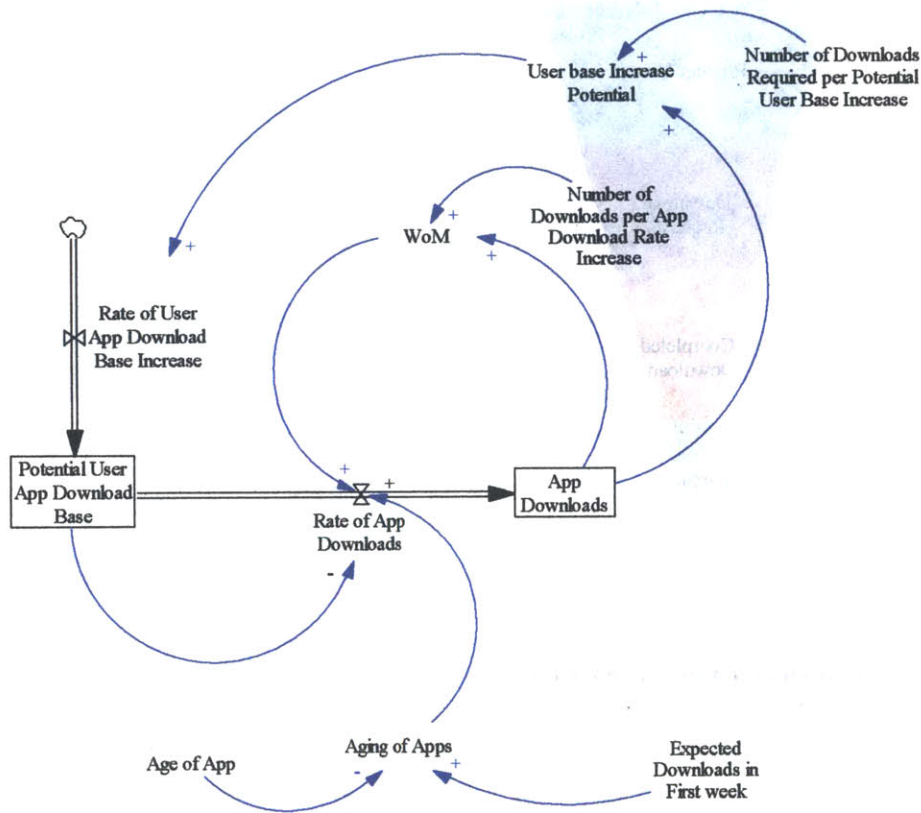 User base Increase
Potential
Number of Downloads
Required per Potential
User Base Increase
+
+
Number of
Downloads per App
Download Rate
Increase
WoM
+
+
+
Rate of User
App Download
Base Increase
Potential User
App Download
Base
+
+
Rate of App
Downloads
-
App
Downloads
Age of App
Aging of Apps
-
+
Expected
Downloads in
First week
Completed